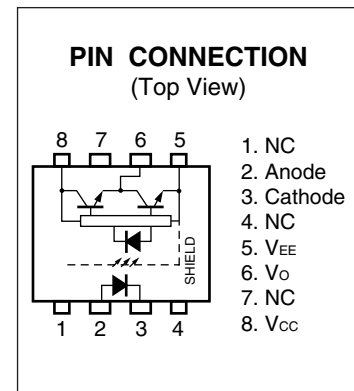 PIN CONNECTION
(Top View)
8 7 6 5
SHIELD
1 2 3 4
1. NC
2. Anode
3. Cathode
4. NC
5. VEE
6. VO
7. NC
8. VCC